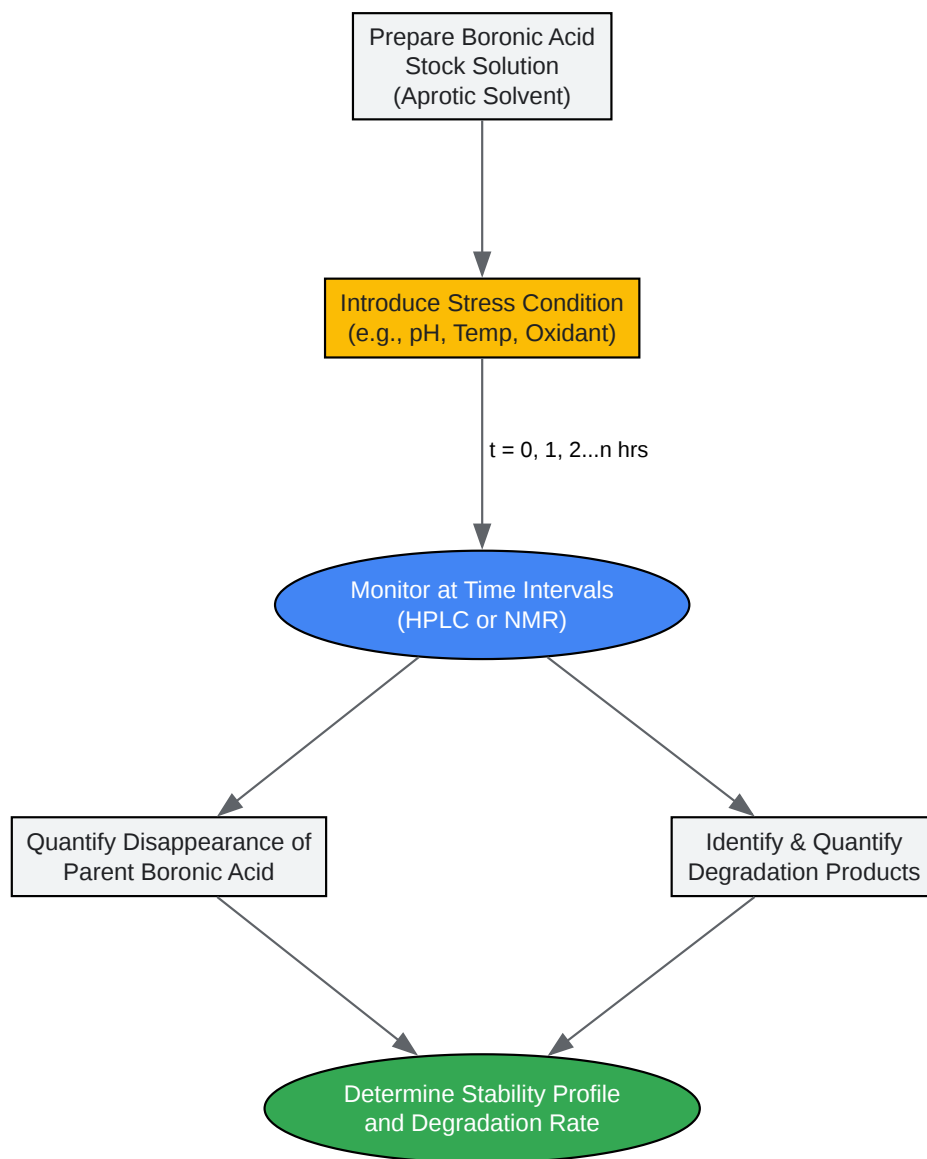 Prepare Boronic Acid
Stock Solution
(Aprotic Solvent)
Introduce Stress Condition
(e.g., pH, Temp, Oxidant)
t = 0, 1, 2...n hrs
Monitor at Time Intervals
(HPLC or NMR)
Quantify Disappearance of
Parent Boronic Acid
Identify & Quantify
Degradation Products
Determine Stability Profile
and Degradation Rate